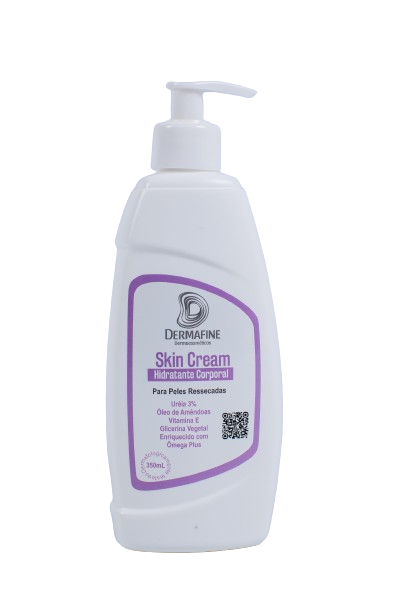 DERMAFINE
Dermocosméticos
Skin Cream
Hidratante Corporal
Para Peles Ressecadas
Uréia 3%
Óleo de Amêndoas
Vitamina E
Glicerina Vegetal
Enriquecido com
Ômega Plus
350mL